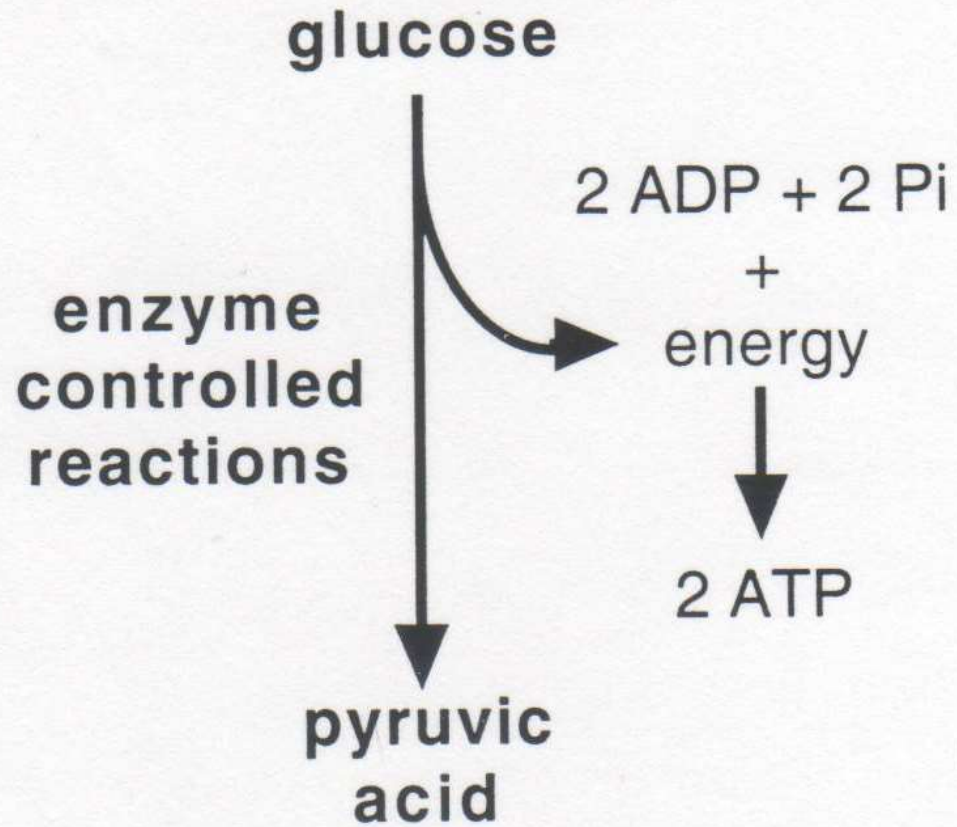 glucose
2 ADP + 2 Pi
+
energy
enzyme
controlled
reactions
2 ATP
pyruvic
acid